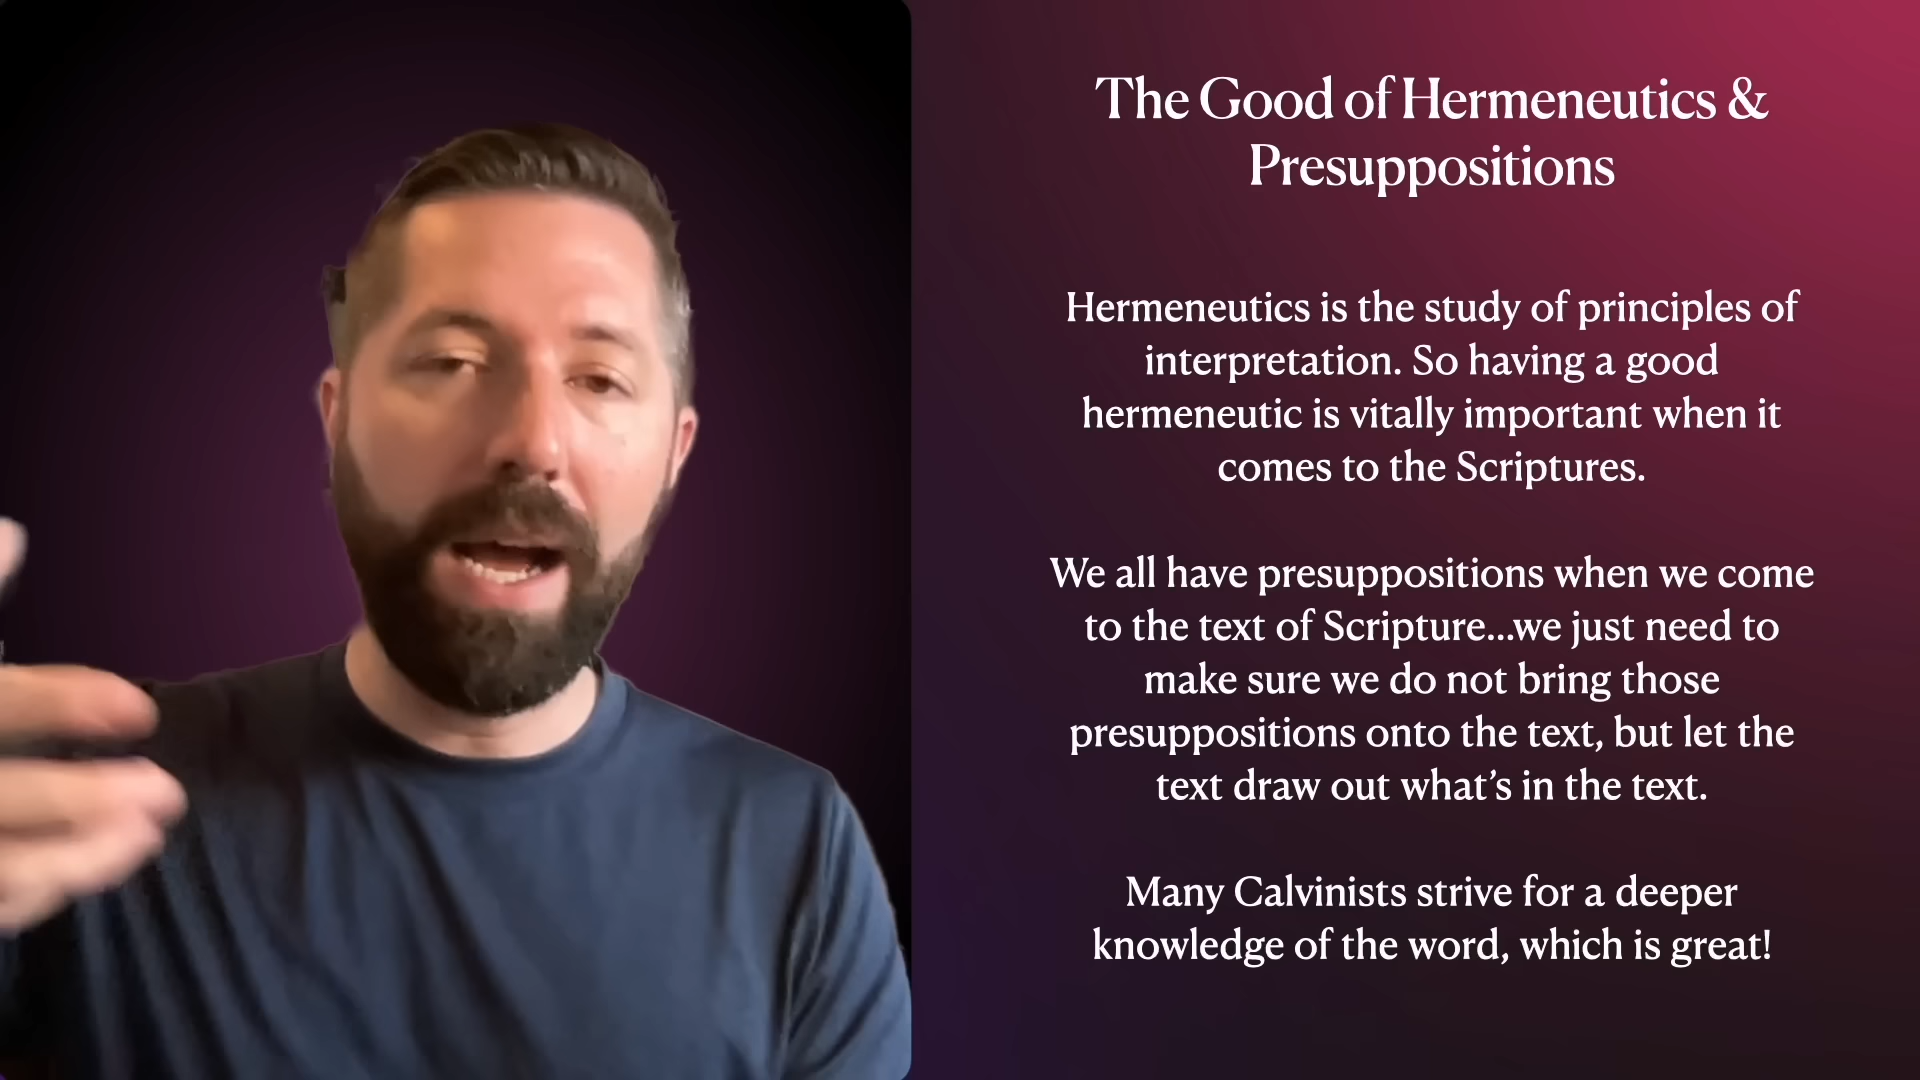 The Good of Hermeneutics &
Presuppositions
Hermeneutics is the study of principles of
interpretation. So having a good
hermeneutic is vitally important when it
comes to the Scriptures.
We all have presuppositions when we come
to the text of Scripture...we just need to
make sure we do not bring those
presuppositions onto the text, but let the
text draw out what’s in the text.
Many Calvinists strive for a deeper
knowledge of the word, which is great!